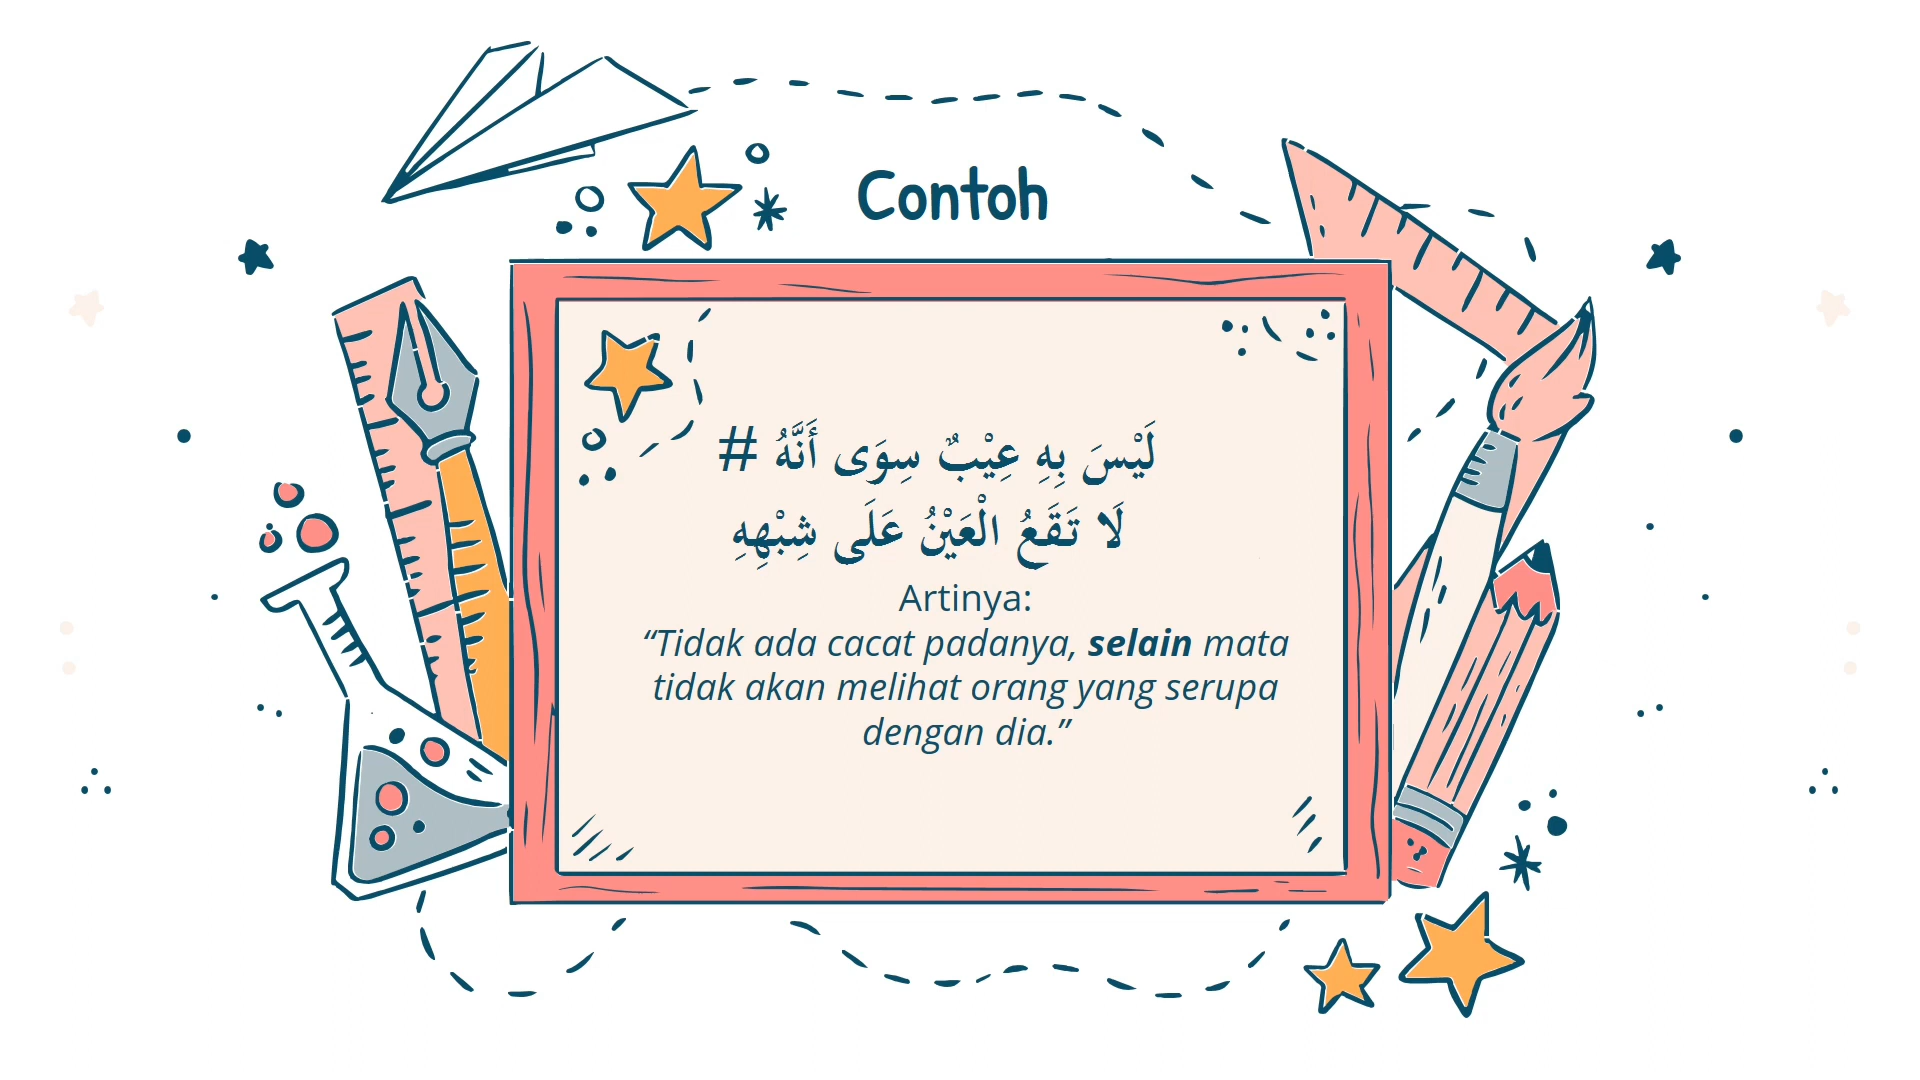 Contoh
لَيْسَ بِهِ عِيْبٌ سِوَى أَنَّهُ #
لَا تَقَعُ الْعَيْنُ عَلَى شِبْهِهِ
Artinya:
“Tidak ada cacat padanya, selain mata
tidak akan melihat orang yang serupa
dengan dia.”